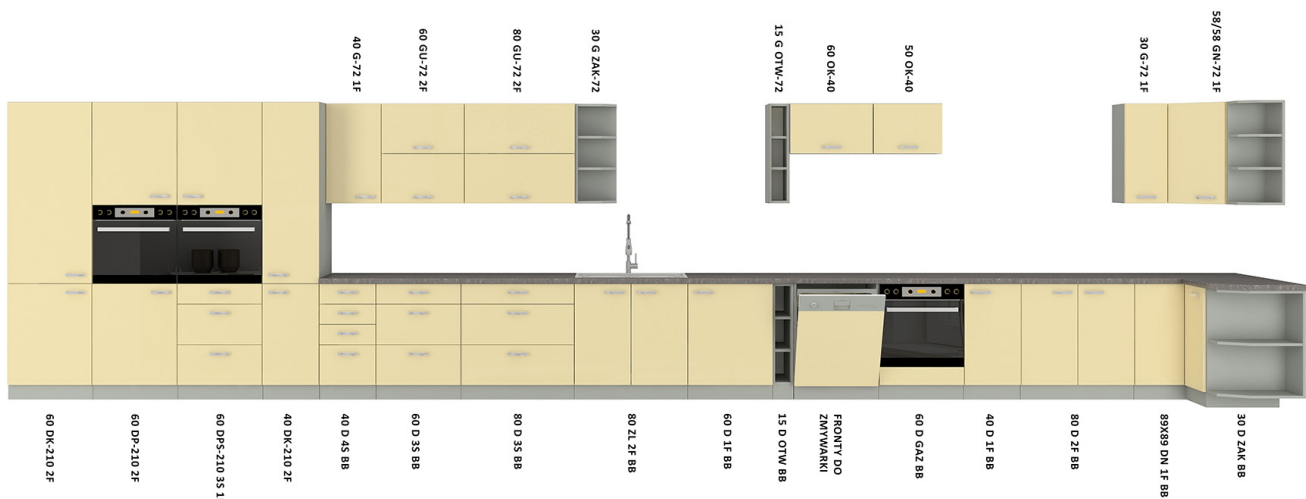 40 G-72 1F
60 GU-72 2F
80 GU-72 2F
30 G ZAK-72
15 G OTW-72
60 OK-40
50 OK-40
30 G-72 1F
58/58 GN-72 1F
60 DK-210 2F
60 DP-210 2F
60 DPS-210 3S 1
40 DK-210 2F
40 D 4S BB
60 D 3S BB
80 D 3S BB
80 ZL 2F BB
60 D 1F BB
15 D OTW BB
FRONTY DO
ZMYWARKI
60 D GAZ BB
40 D 1F BB
80 D 2F BB
89X89 DN 1F BB
30 D ZAK BB